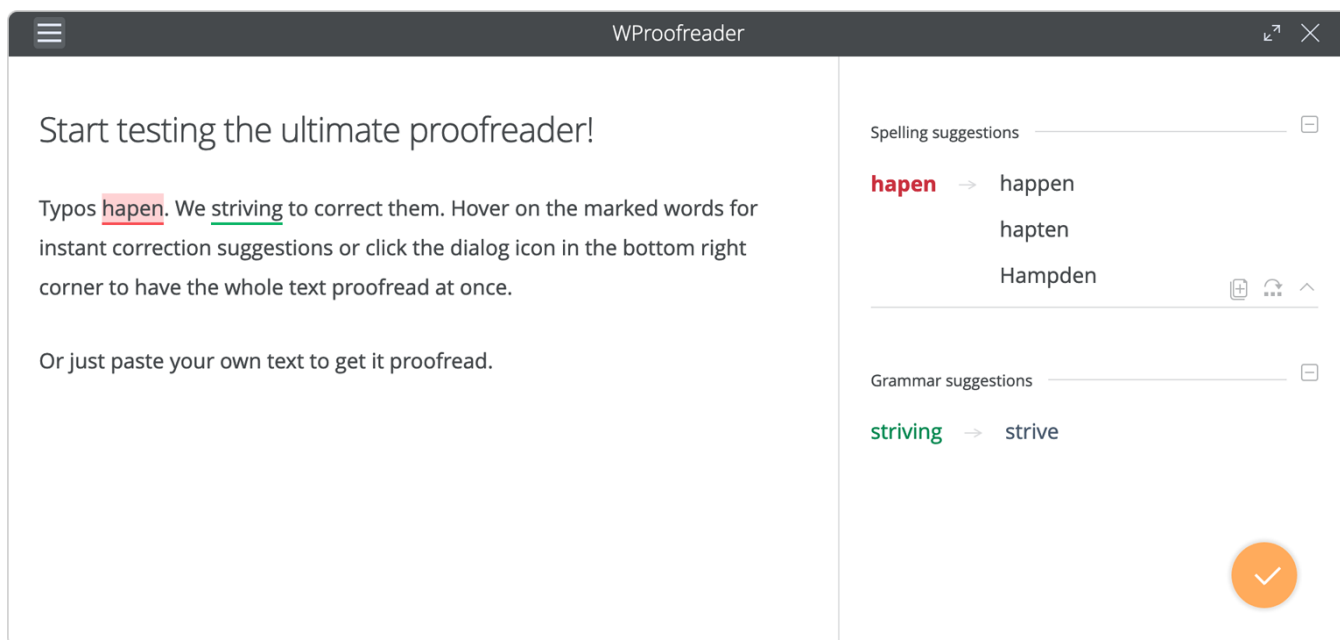 WProofreader
Start testing the ultimate proofreader!
Typos hapen. We striving to correct them. Hover on the marked words for
instant correction suggestions or click the dialog icon in the bottom right
corner to have the whole text proofread at once.
Or just paste your own text to get it proofread.
Spelling suggestions
hapen → happen
hapten
Hampden
Grammar suggestions
striving → strive